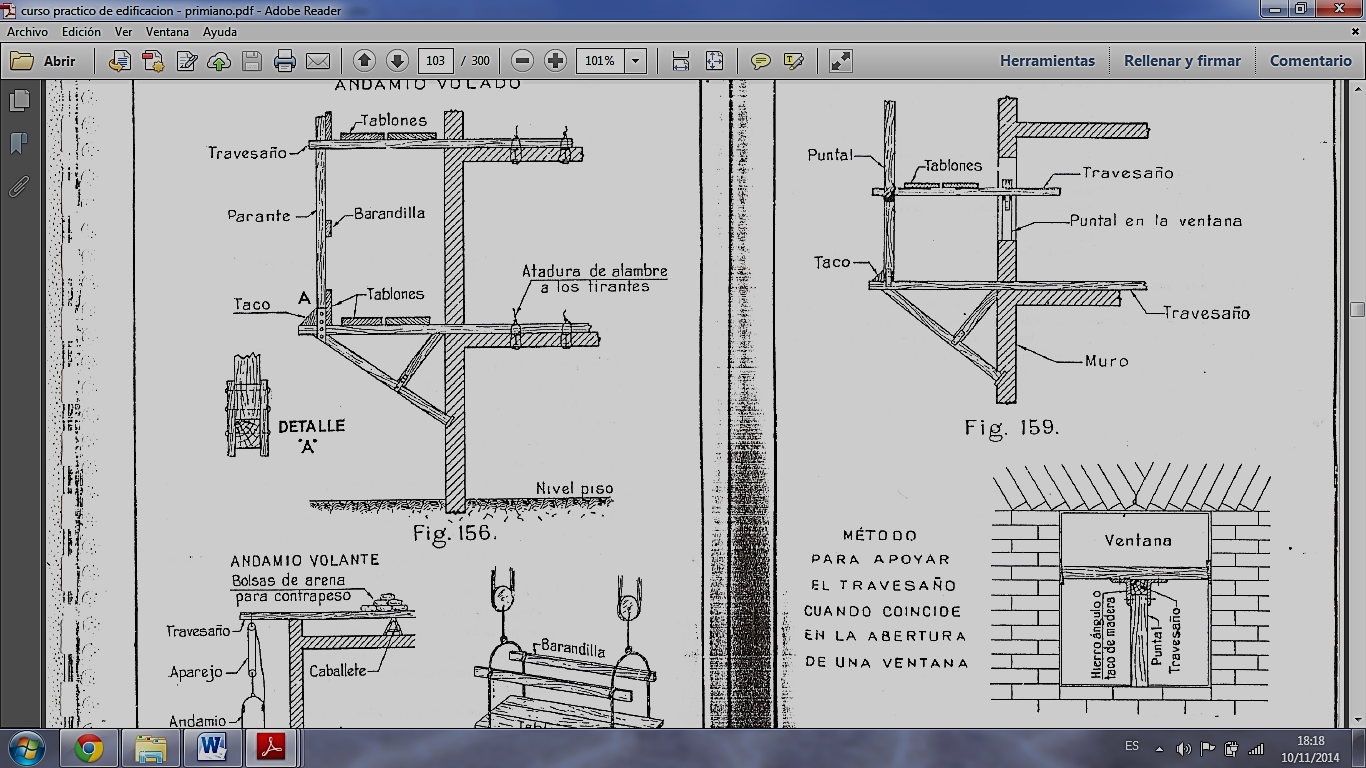 curso practico de edificacion - primiano.pdf - Adobe Reader
Archivo Edición Ver Ventana Ayuda
Abrir
103 / 300
101%
Herramientas
Rellenar y firmar
Comentario
ANDAMIO VOLADO
Tablones
Travesaño
Parante
Barandilla
Atadura de alambre
a los tirantes
A
Tablones
Taco
DETALLE
"A"
Nivel piso
Fig. 156.
ANDAMIO VOLANTE
Bolsas de arena
para contrapeso
Travesaño
Aparejo
Caballete
Andamio
Barandilla
Puntal
Tablones
Travesaño
Puntal en la ventana
Taco
Travesaño
Muro
Fig. 159.
MÉTODO
PARA APOYAR
EL TRAVESAÑO
CUANDO COINCIDE
EN LA ABERTURA
DE UNA VENTANA
Ventana
Hierro ángulo o
taco de madera
Puntal
Travesaño
ES
18:18
10/11/2014